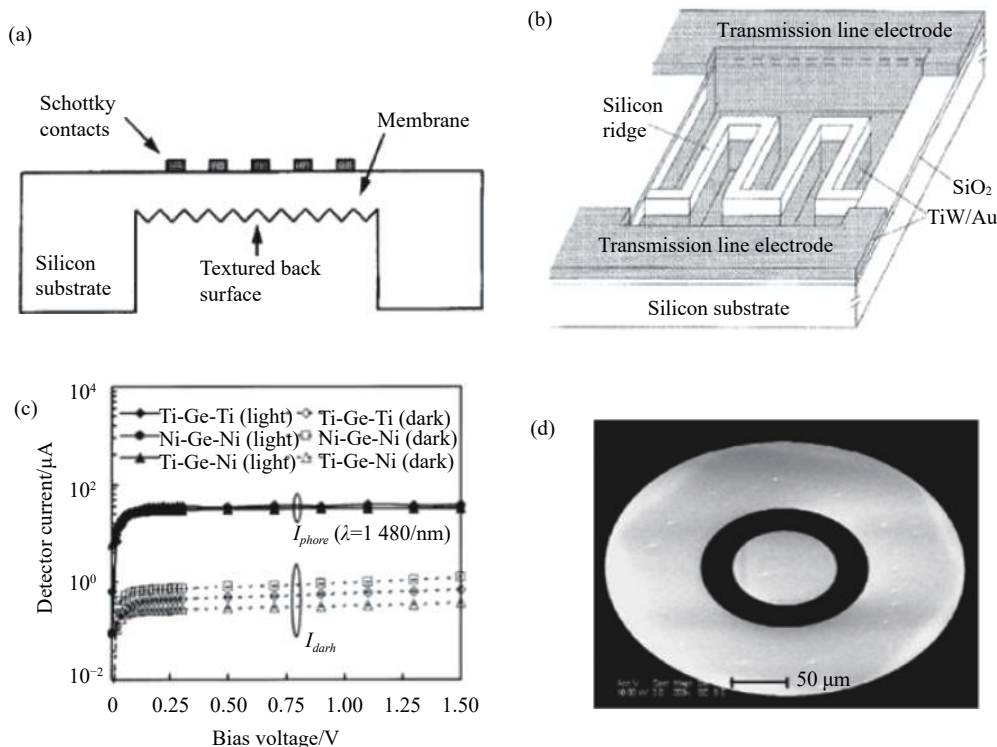 (a)
Schottky
contacts
Membrane
Silicon
substrate
Textured back
surface
(b)
Transmission line electrode
Silicon
ridge
SiO₂
TiW/Au
Transmission line electrode
Silicon substrate
(c)
Detector current/μA
10⁴
10²
10⁰
10⁻²
Ti-Ge-Ti (light)
Ti-Ge-Ti (dark)
Ni-Ge-Ni (light)
Ni-Ge-Ni (dark)
Ti-Ge-Ni (light)
Ti-Ge-Ni (dark)
Iphore (λ=1 480/nm)
Idarh
0
0.25
0.50
0.75
1.00
1.25
1.50
Bias voltage/V
(d)
50 μm